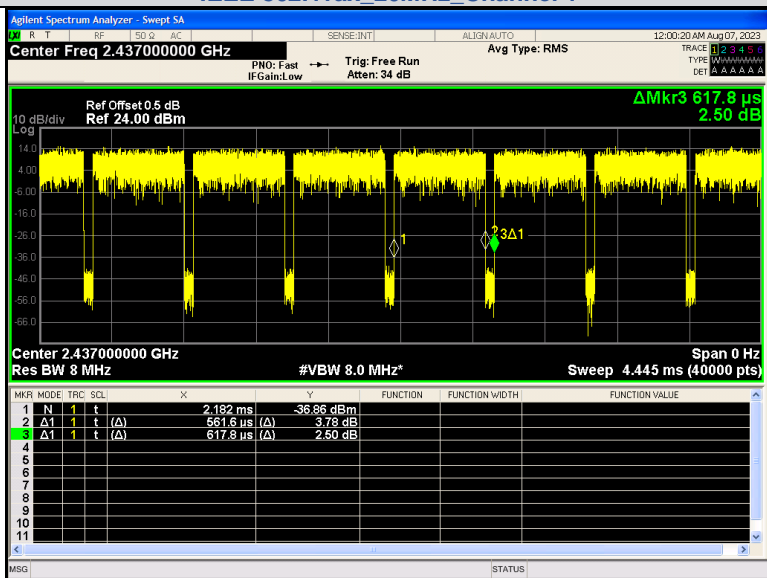 Agilent Spectrum Analyzer - Swept SA
LXI R T RF 50 Ω AC SENSE:INT ALIGN AUTO 12:00:20 AM Aug 07, 2023
Center Freq 2.437000000 GHz Avg Type: RMS TRACE 1 2 3 4 5 6
PNO: Fast Trig: Free Run TYPE WWWWWW
IFGain:Low Atten: 34 dB DET A A A A A A
ΔMkr3 617.8 µs
Ref Offset 0.5 dB
10 dB/div Ref 24.00 dBm 2.50 dB
Log
14.0
4.00
-6.00
-16.0
-26.0
1 2 3Δ1
-36.0
-46.0
-56.0
-66.0
Center 2.437000000 GHz Span 0 Hz
Res BW 8 MHz #VBW 8.0 MHz* Sweep 4.445 ms (40000 pts)
MKR MODE TRC SCL X Y FUNCTION FUNCTION WIDTH FUNCTION VALUE
1 N 1 t 2.182 ms -36.86 dBm
2 Δ1 1 t (Δ) 561.6 µs (Δ) 3.78 dB
3 Δ1 1 t (Δ) 617.8 µs (Δ) 2.50 dB
4
5
6
7
8
9
10
11
MSG STATUS